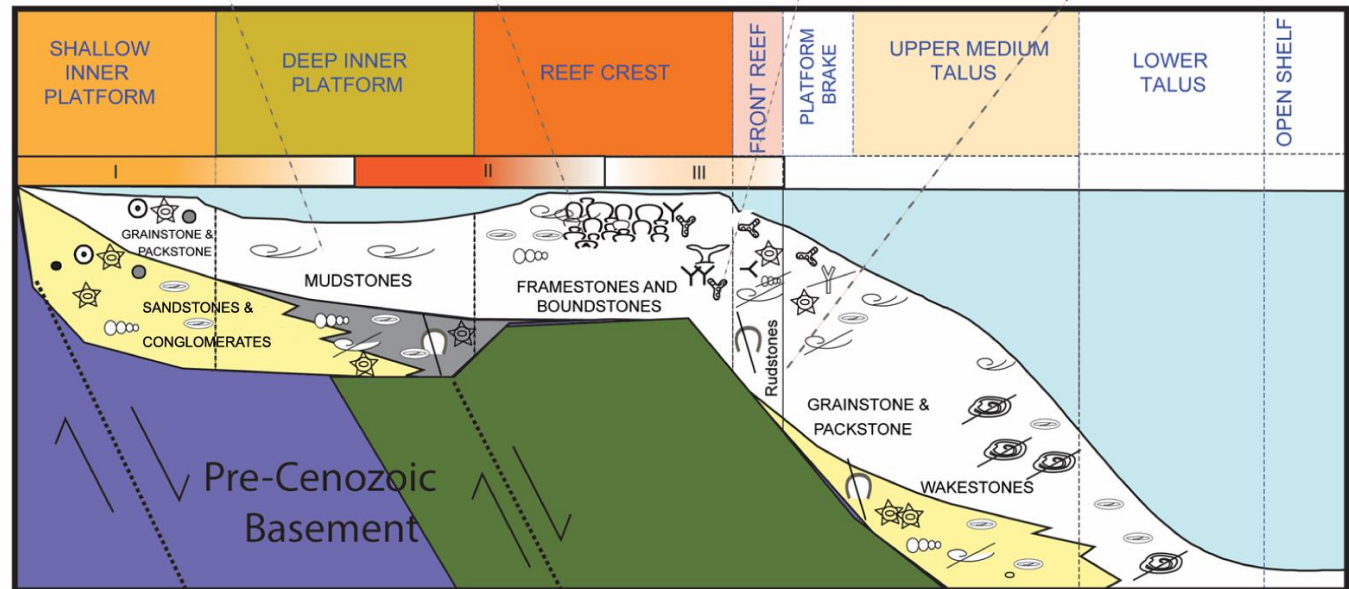 SHALLOW
INNER
PLATFORM
DEEP INNER
PLATFORM
REEF CREST
FRONT REEF
PLATFORM
BRAKE
UPPER MEDIUM
TALUS
LOWER
TALUS
OPEN SHELF
I
II
III
GRAINSTONE &
PACKSTONE
MUDSTONES
FRAMESTONES AND
BOUNDSTONES
SANDSTONES &
CONGLOMERATES
Rudstones
GRAINSTONE &
PACKSTONE
WAKESTONES
Pre-Cenozoic
Basement